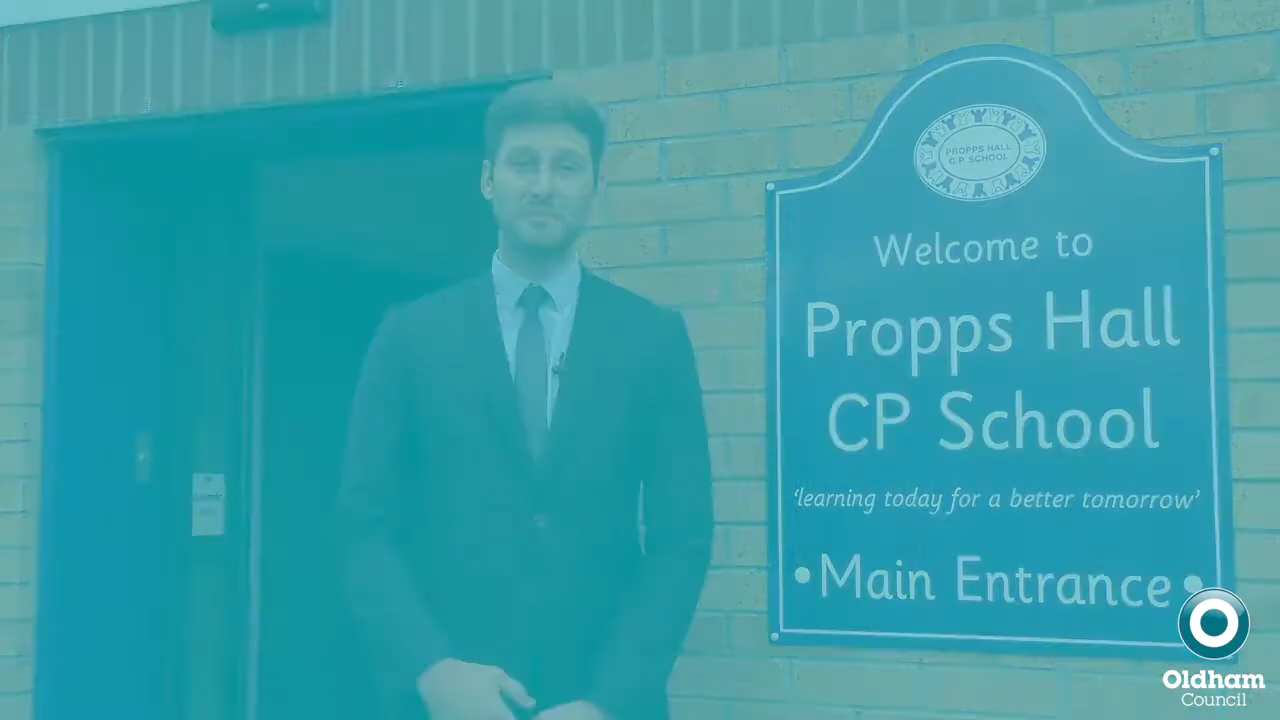 PROPPS HALL
C.P SCHOOL
Welcome to
Propps Hall
CP School
'learning today for a better tomorrow'
• Main Entrance •
Oldham
Council